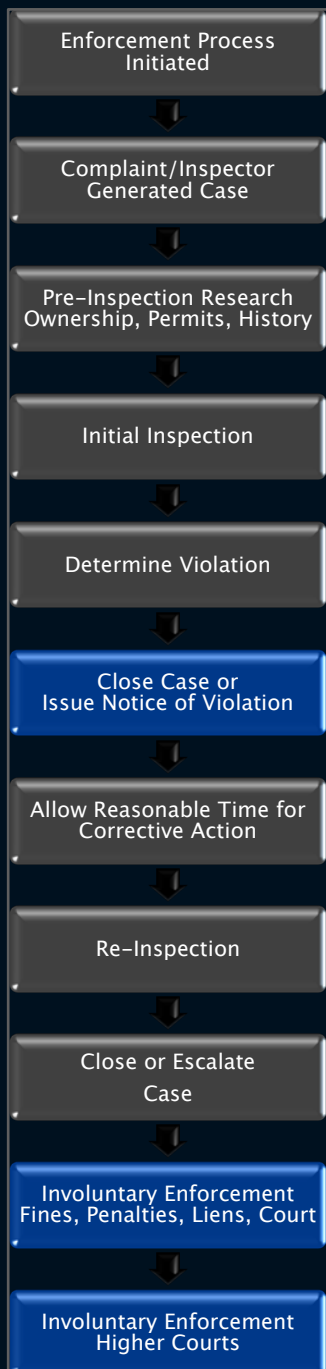 Enforcement Process
Initiated
Complaint/Inspector
Generated Case
Pre-Inspection Research
Ownership, Permits, History
Initial Inspection
Determine Violation
Close Case or
Issue Notice of Violation
Allow Reasonable Time for
Corrective Action
Re-Inspection
Close or Escalate
Case
Involuntary Enforcement
Fines, Penalties, Liens, Court
Involuntary Enforcement
Higher Courts